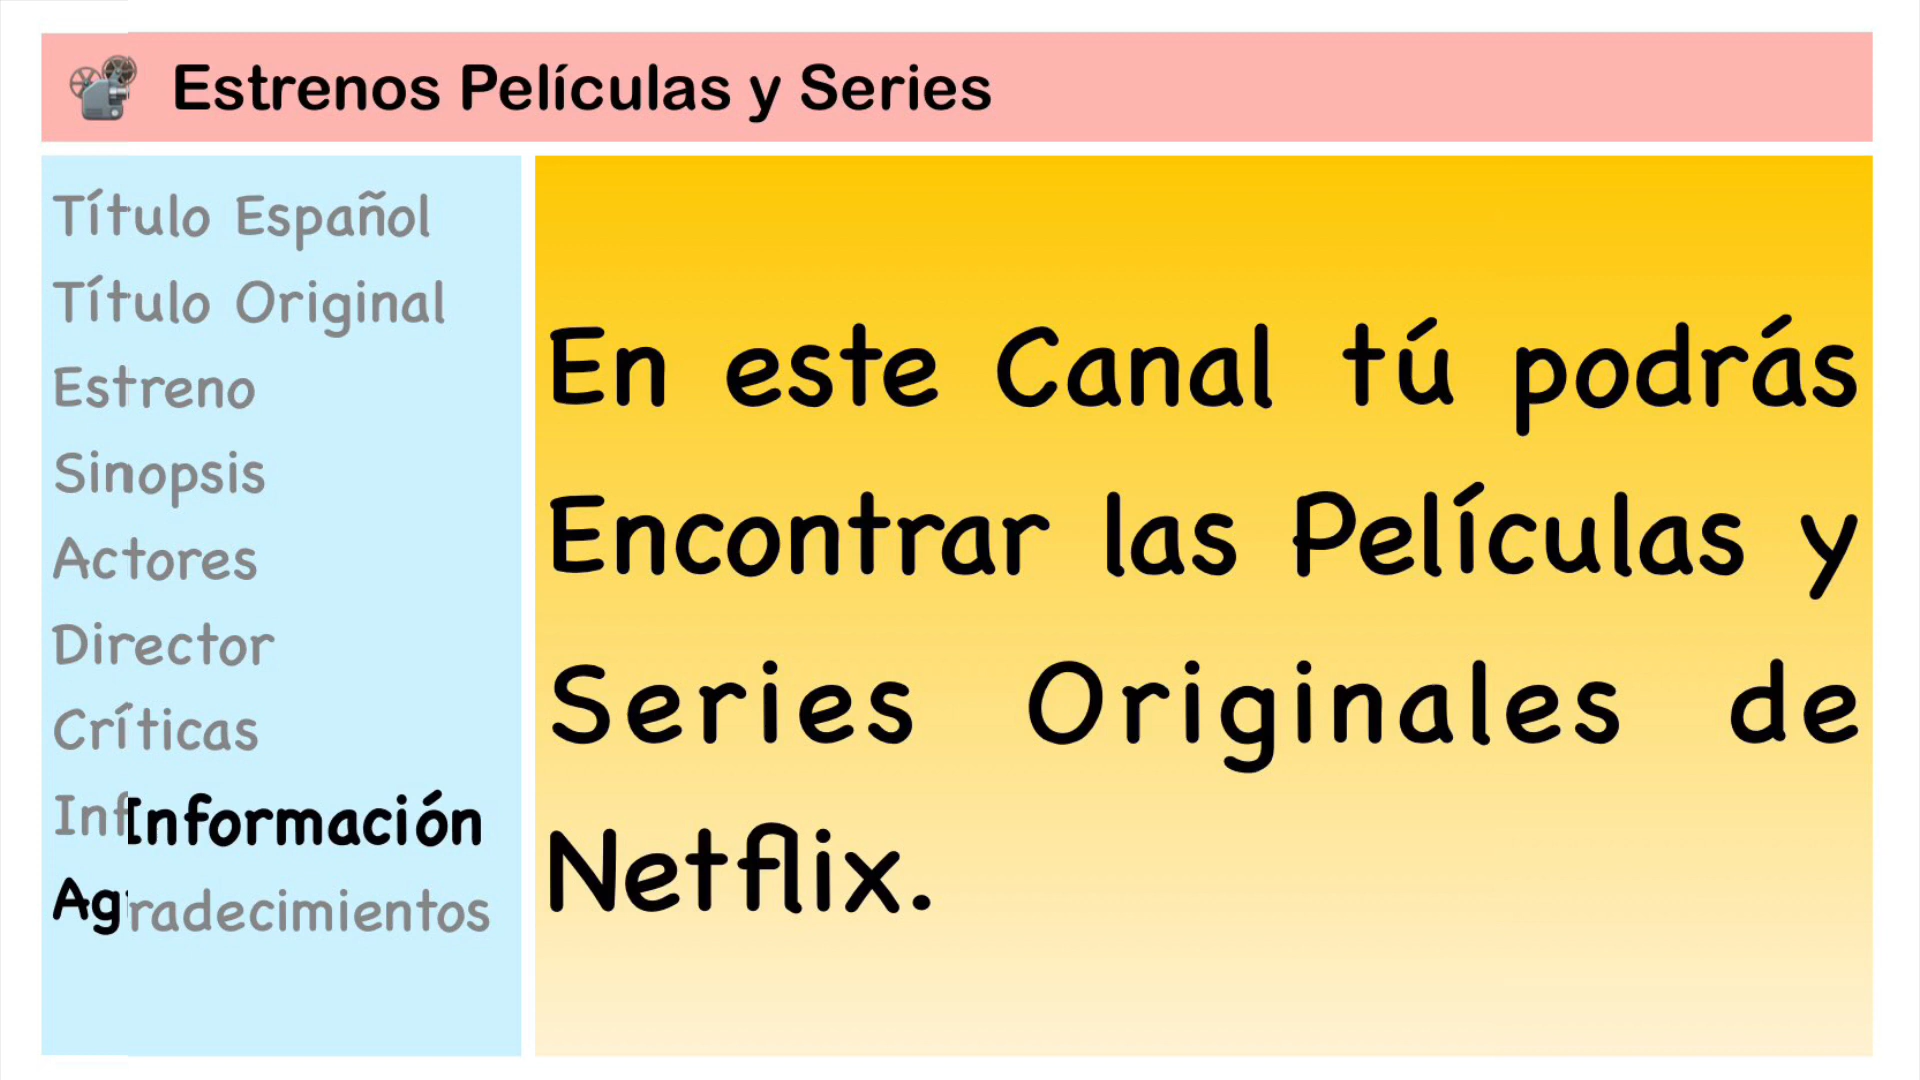 Estrenos Películas y Series
Título Español
Título Original
Estreno
Sinopsis
Actores
Director
Críticas
Información
Agradecimientos
En este Canal tú podrás
Encontrar las Películas y
Series Originales de
Netflix.